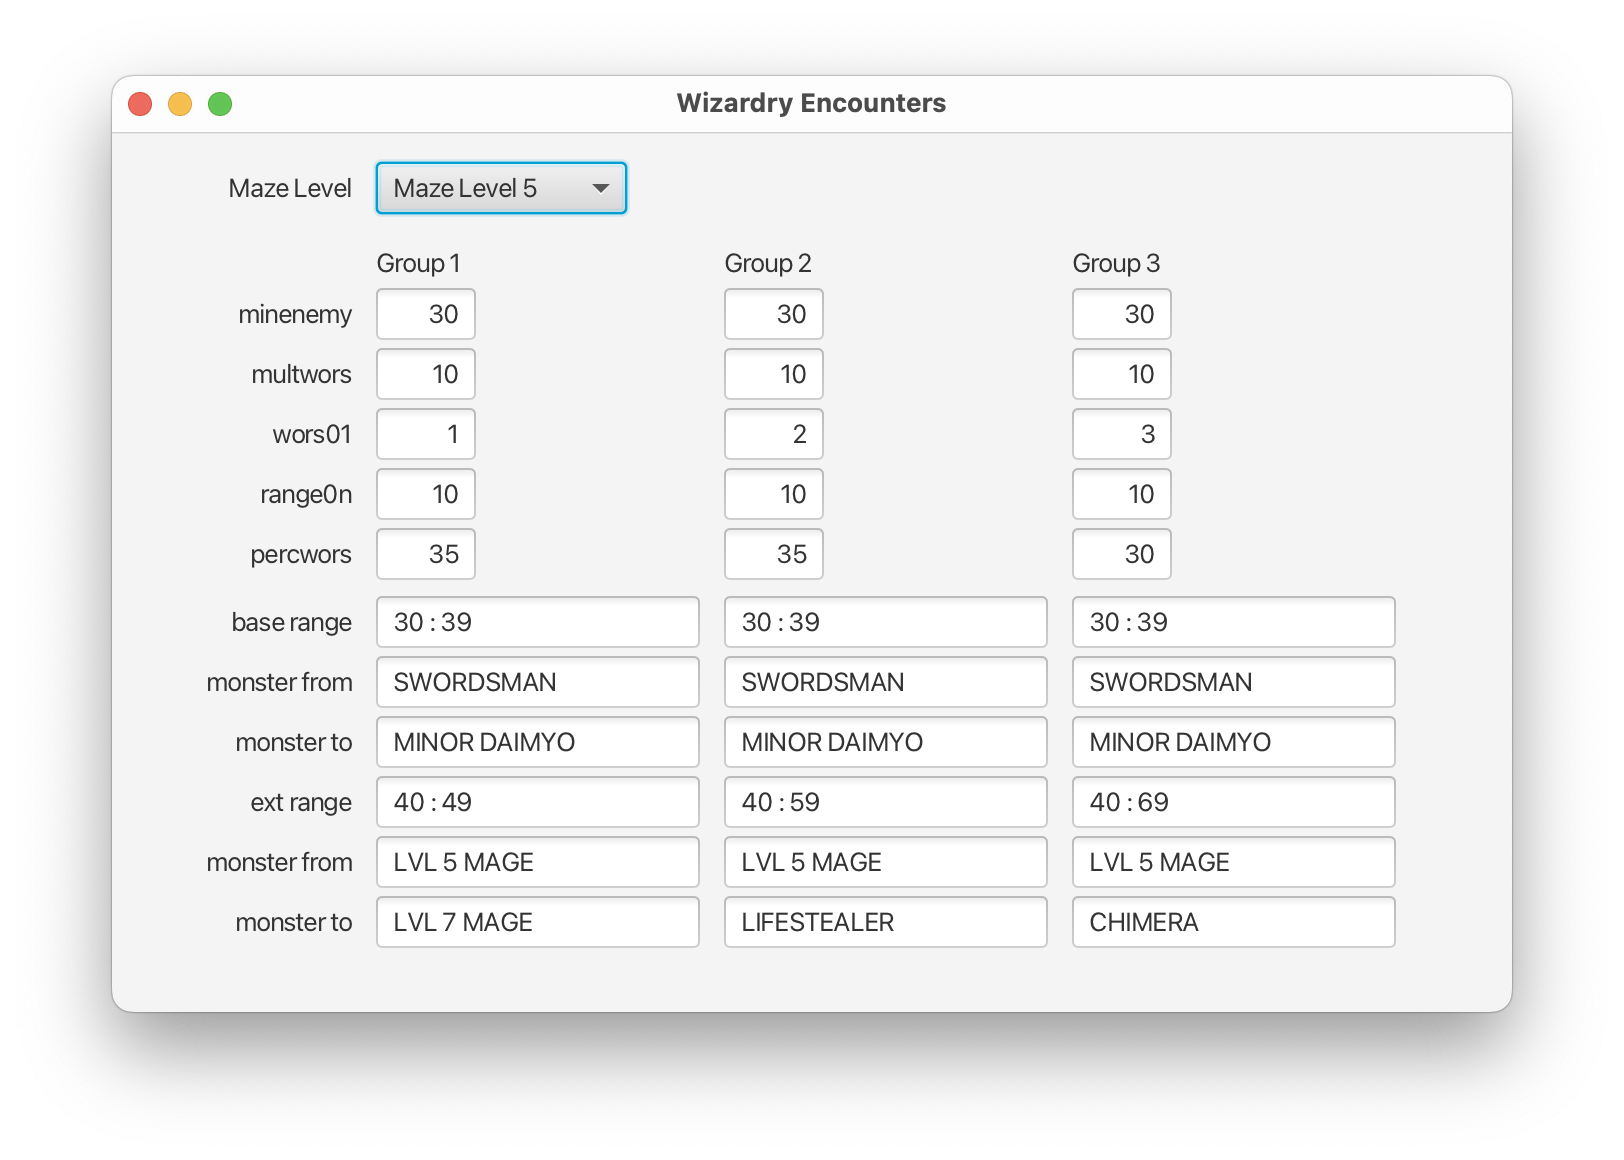 Wizardry Encounters
Maze Level Maze Level 5
Group 1 Group 2 Group 3
minenemy 30 30 30
multwors 10 10 10
wors01 1 2 3
range0n 10 10 10
percwors 35 35 30
base range 30 : 39 30 : 39 30 : 39
monster from SWORDSMAN SWORDSMAN SWORDSMAN
monster to MINOR DAIMYO MINOR DAIMYO MINOR DAIMYO
ext range 40 : 49 40 : 59 40 : 69
monster from LVL 5 MAGE LVL 5 MAGE LVL 5 MAGE
monster to LVL 7 MAGE LIFESTEALER CHIMERA